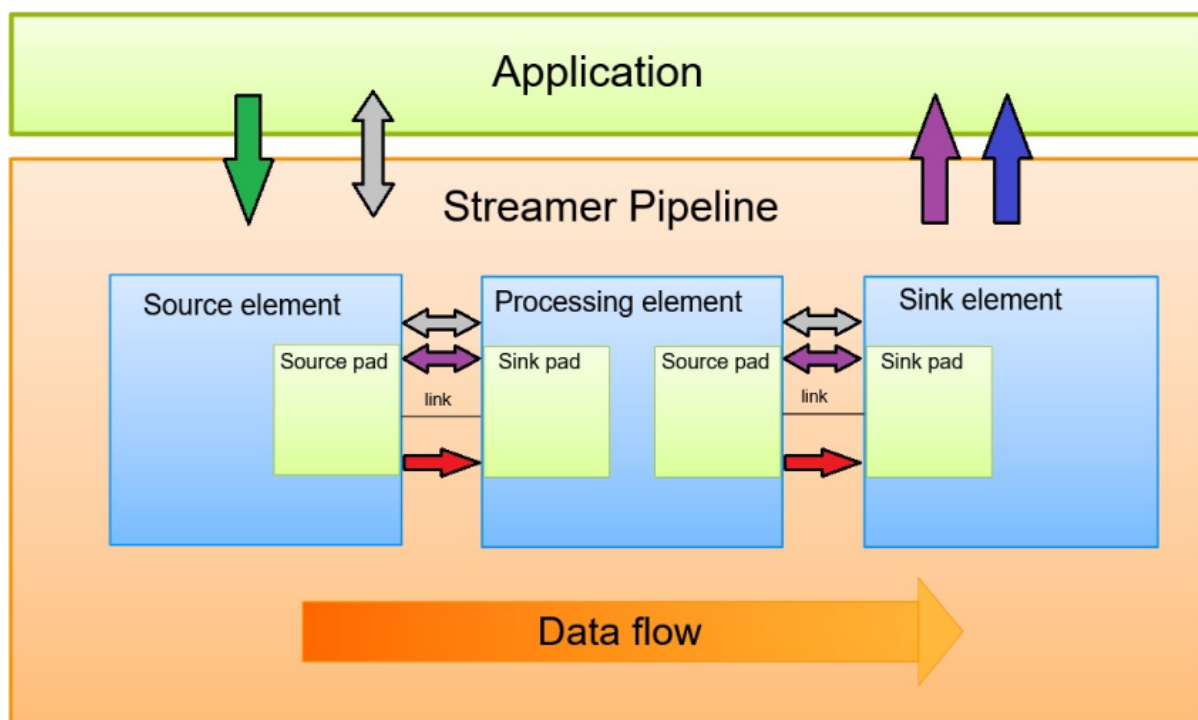 Application
Streamer Pipeline
Source element
Processing element
Sink element
Source pad
Sink pad
Source pad
Sink pad
link
link
Data flow